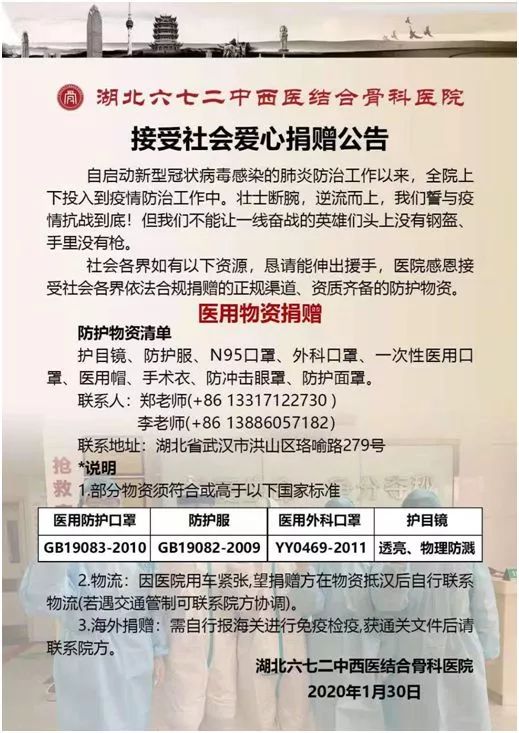 湖北六七二中西医结合骨科医院
接受社会爱心捐赠公告
自启动新型冠状病毒感染的肺炎防治工作以来，全院上
下投入到疫情防治工作中。壮士断腕，逆流而上，我们誓与疫
情抗战到底！但我们不能让一线奋战的英雄们头上没有钢盔、
手里没有枪。
社会各界如有以下资源，恳请能伸出援手，医院感恩接
受社会各界依法合规捐赠的正规渠道、资质齐备的防护物资。
医用物资捐赠
防护物资清单
护目镜、防护服、N95口罩、外科口罩、一次性医用口
罩、医用帽、手术衣、防冲击眼罩、防护面罩。
联系人：郑老师(+86 13317122730 )
李老师(+86 13886057182)
联系地址：湖北省武汉市洪山区珞喻路279号
*说明
1.部分物资须符合或高于以下国家标准
医用防护口罩 防护服 医用外科口罩 护目镜
GB19083-2010 GB19082-2009 YY0469-2011 透亮、物理防溅
2.物流：因医院用车紧张,望捐赠方在物资抵汉后自行联系
物流(若遇交通管制可联系院方协调)。
3.海外捐赠：需自行报海关进行免疫检疫,获通关文件后请
联系院方。
湖北六七二中西医结合骨科医院
2020年1月30日